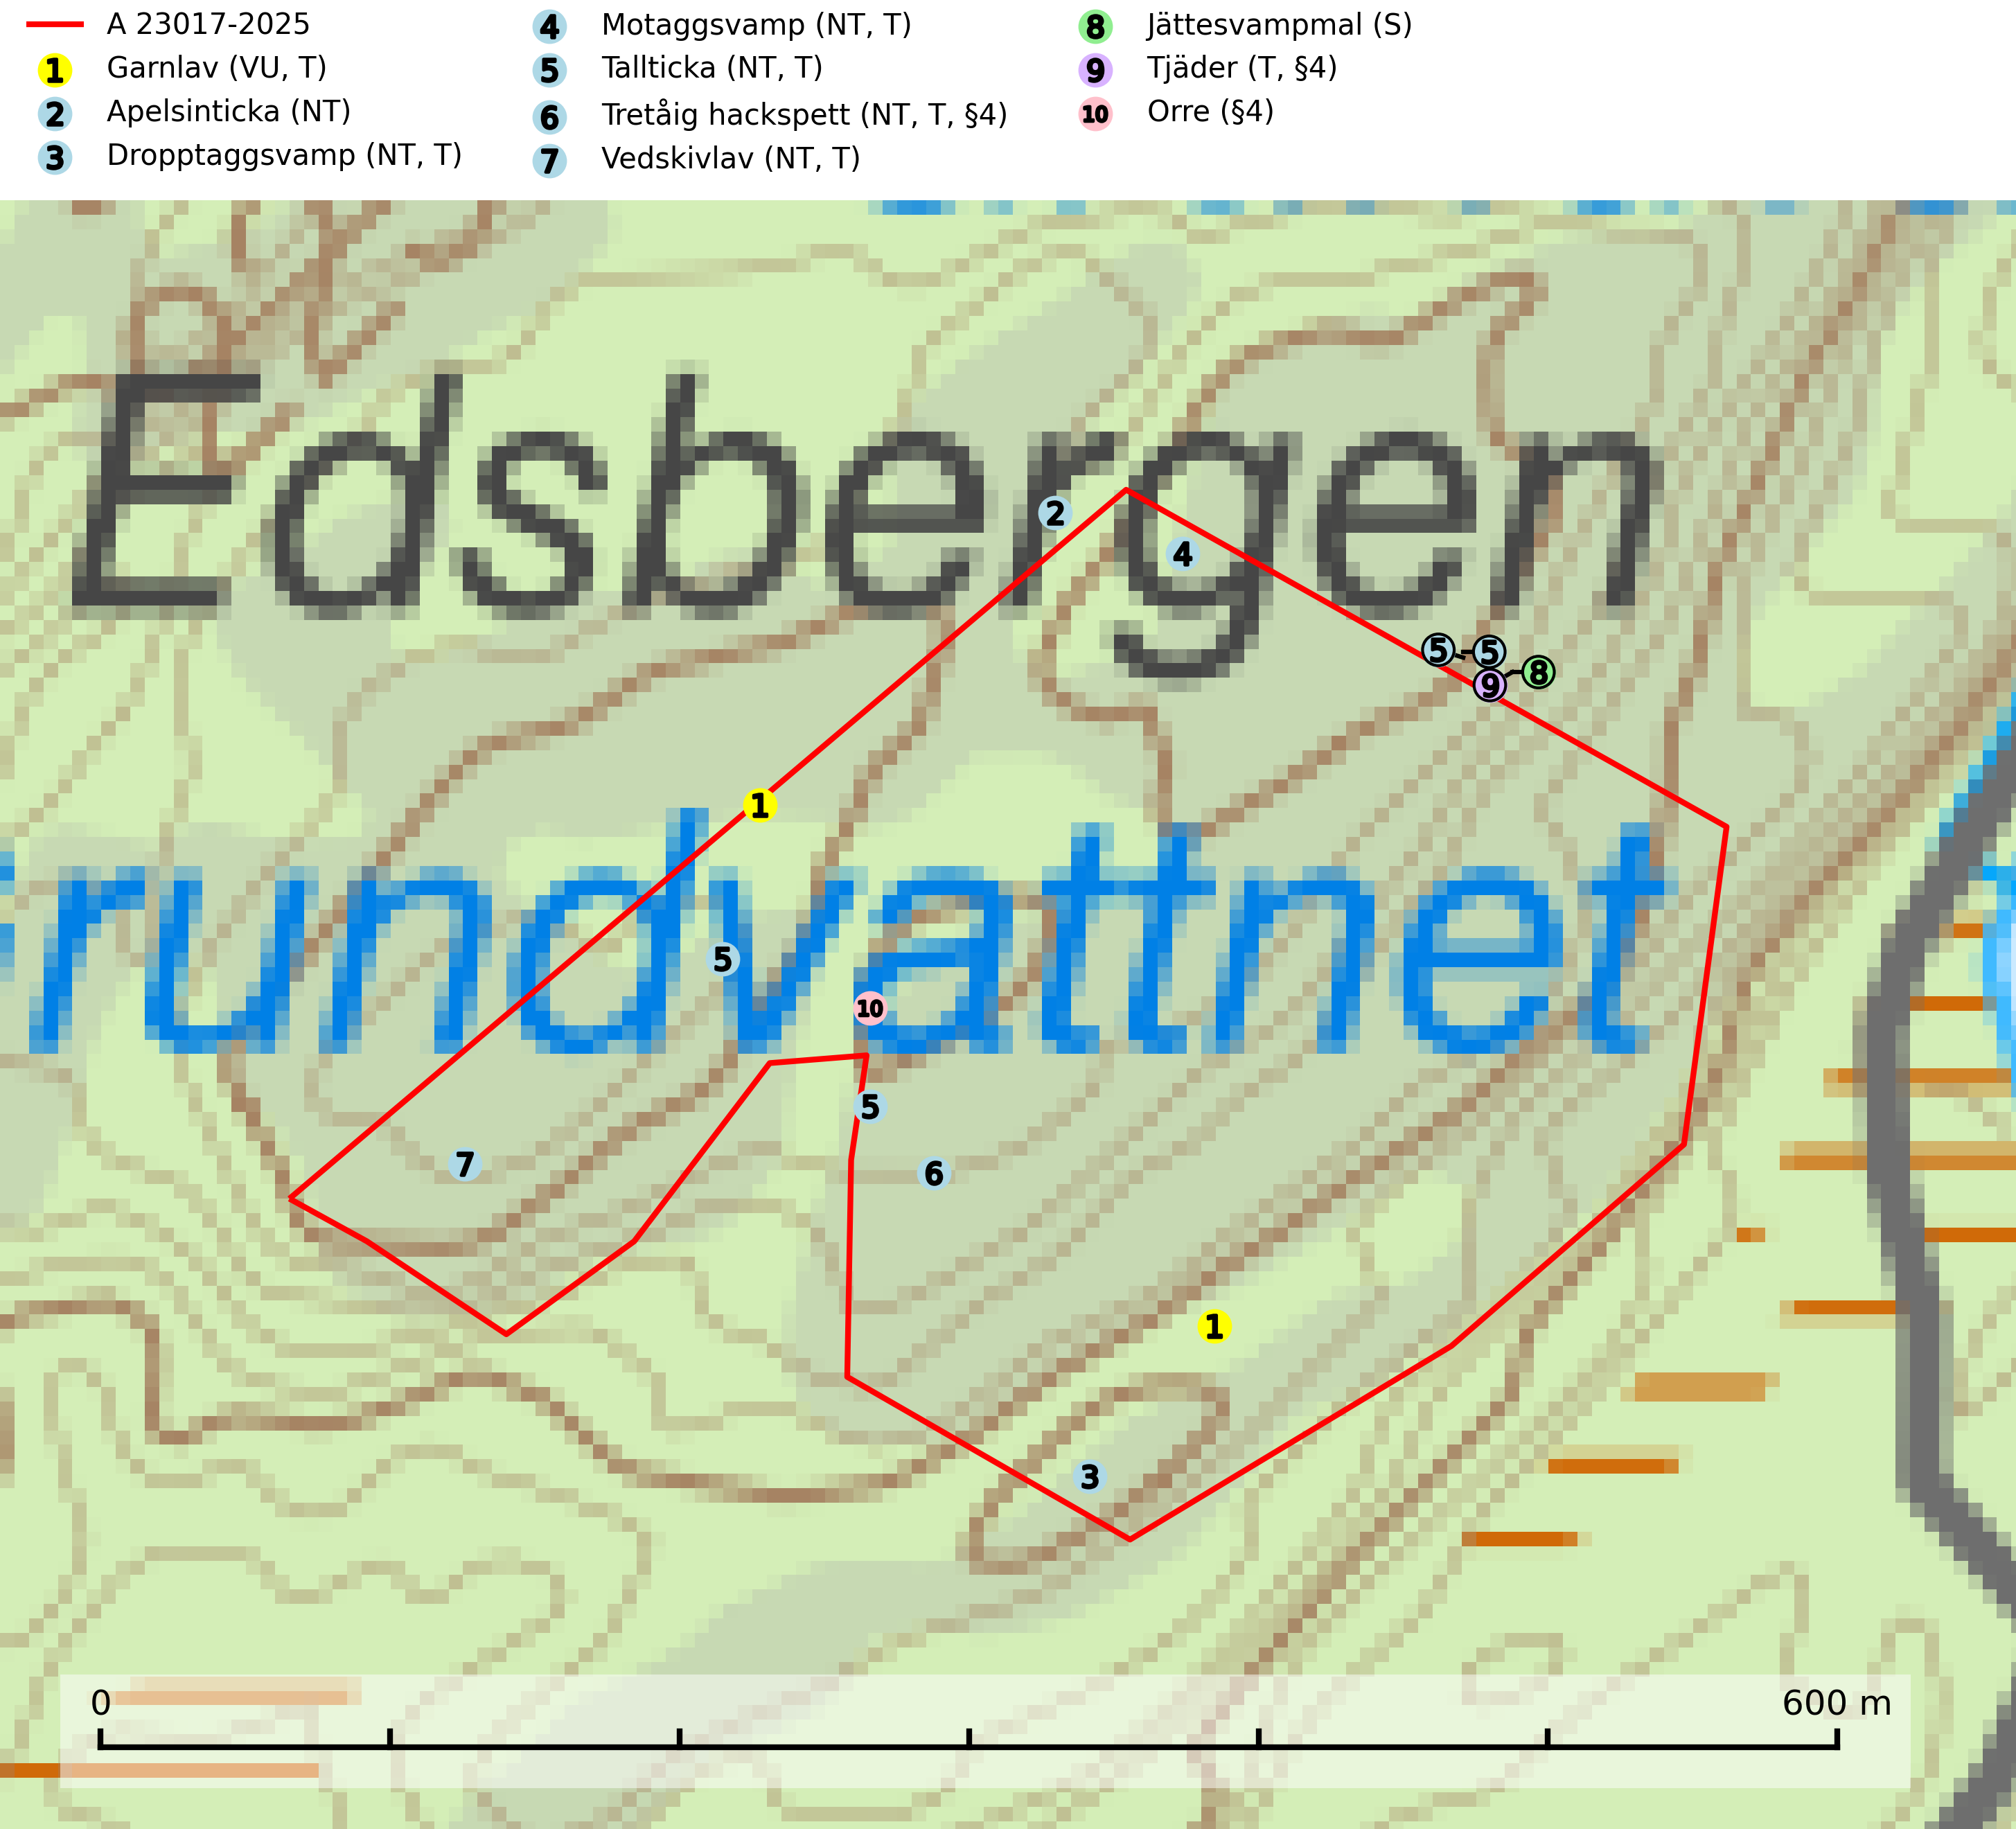 A 23017-2025
1 Garnlav (VU, T)
2 Apelsinticka (NT)
3 Dropptaggsvamp (NT, T)
4 Motaggsvamp (NT, T)
5 Tallticka (NT, T)
6 Tretåig hackspett (NT, T, §4)
7 Vedskivlav (NT, T)
8 Jättesvampmal (S)
9 Tjäder (T, §4)
10 Orre (§4)
Edsbergen
2
4
5 5
8
9
1
rundvattnet
5
10
5
7
6
1
3
0 600 m